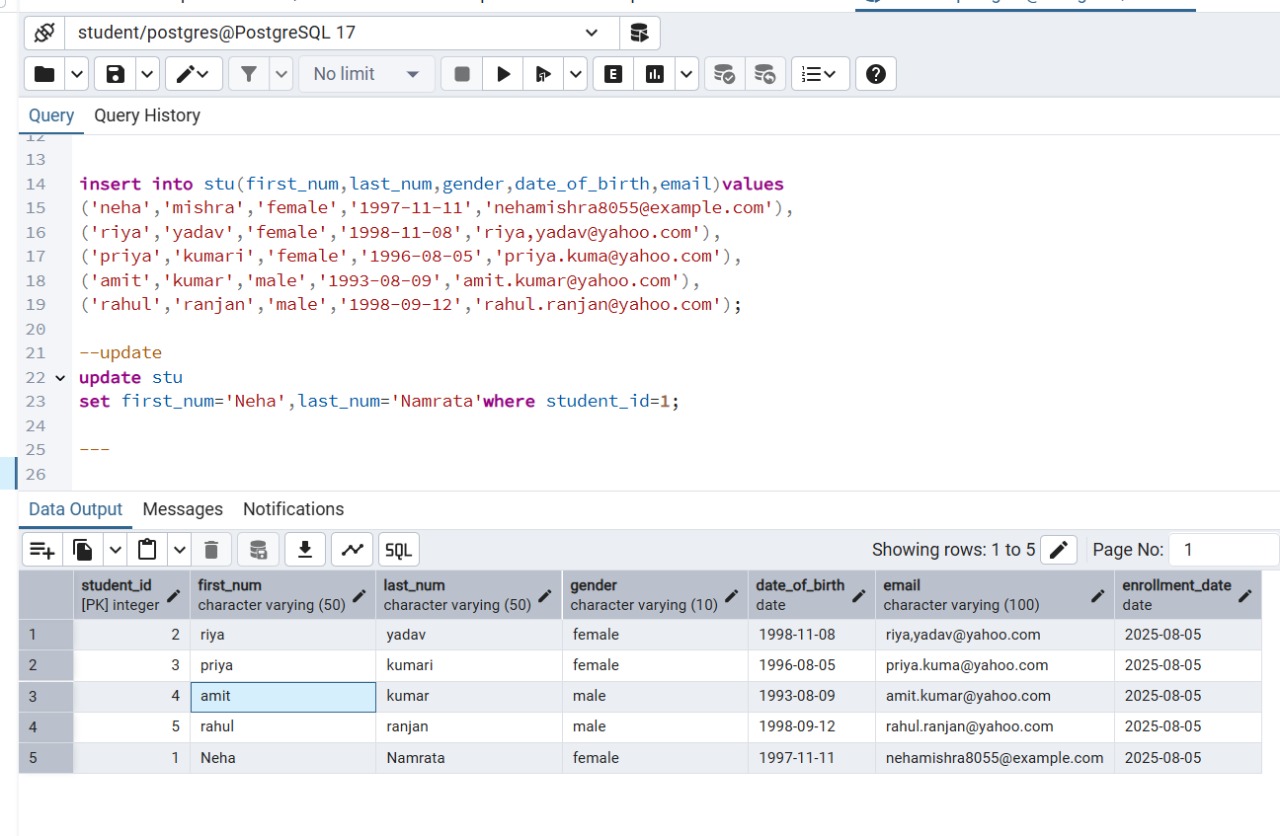 student/postgres@PostgreSQL 17
No limit
E
Query Query History
12
13
14 insert into stu(first_num,last_num,gender,date_of_birth,email)values
15 ('neha','mishra','female','1997-11-11','nehamishra8055@example.com'),
16 ('riya','yadav','female','1998-11-08','riya,yadav@yahoo.com'),
17 ('priya','kumari','female','1996-08-05','priya.kuma@yahoo.com'),
18 ('amit','kumar','male','1993-08-09','amit.kumar@yahoo.com'),
19 ('rahul','ranjan','male','1998-09-12','rahul.ranjan@yahoo.com');
20
21 --update
22 update stu
23 set first_num='Neha',last_num='Namrata'where student_id=1;
24
25 ---
26
Data Output Messages Notifications
SQL Showing rows: 1 to 5 Page No: 1
student_id first_num last_num gender date_of_birth email enrollment_date
[PK] integer character varying (50) character varying (50) character varying (10) date character varying (100) date
1 2 riya yadav female 1998-11-08 riya,yadav@yahoo.com 2025-08-05
2 3 priya kumari female 1996-08-05 priya.kuma@yahoo.com 2025-08-05
3 4 amit kumar male 1993-08-09 amit.kumar@yahoo.com 2025-08-05
4 5 rahul ranjan male 1998-09-12 rahul.ranjan@yahoo.com 2025-08-05
5 1 Neha Namrata female 1997-11-11 nehamishra8055@example.com 2025-08-05